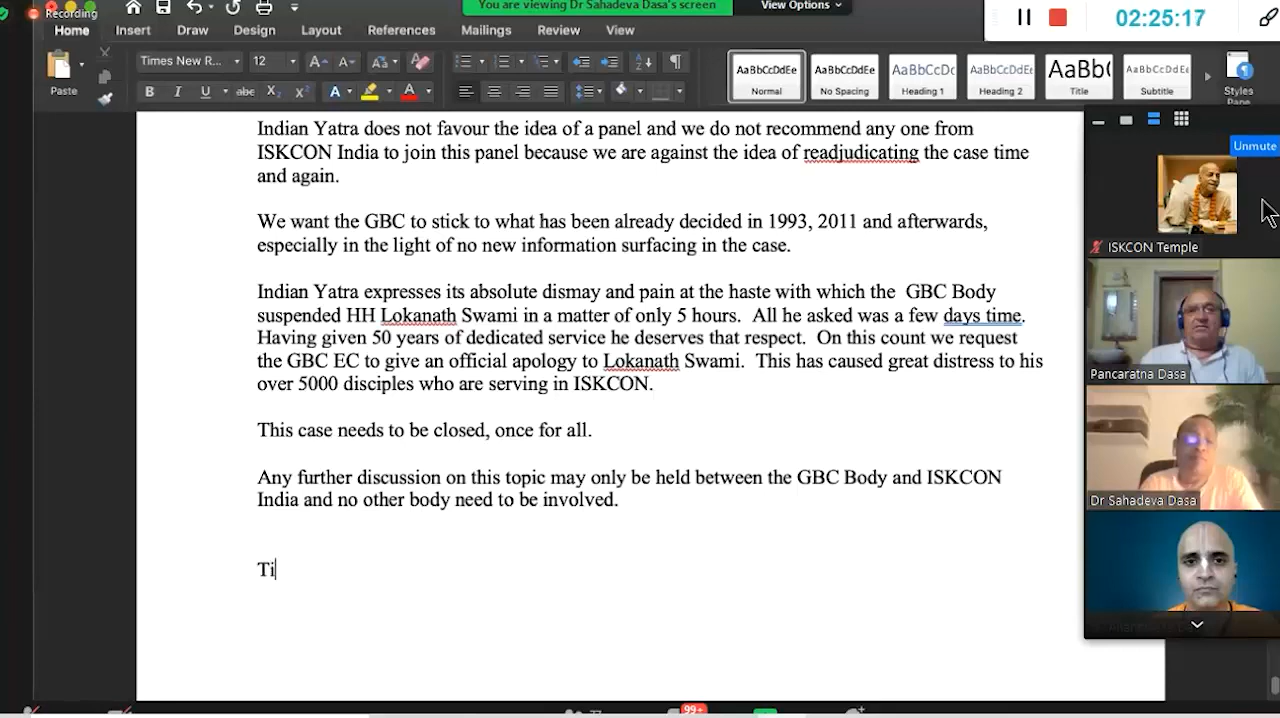 You are viewing Dr Sahadeva Dasa's screen
View Options
Recording
02:25:17
Home Insert Draw Design Layout References Mailings Review View
Paste
Times New R...
12
AaBbCcDdEe
AaBbCcDdEe
AaBbCcDc
AaBbCcDdEe
AaBb(
AaBbCcDdEe
Normal
No Spacing
Heading 1
Heading 2
Title
Subtitle
Styles
Pane
Indian Yatra does not favour the idea of a panel and we do not recommend any one from
ISKCON India to join this panel because we are against the idea of readjudicating the case time
and again.
We want the GBC to stick to what has been already decided in 1993, 2011 and afterwards,
especially in the light of no new information surfacing in the case.
Indian Yatra expresses its absolute dismay and pain at the haste with which the GBC Body
suspended HH Lokanath Swami in a matter of only 5 hours. All he asked was a few days time.
Having given 50 years of dedicated service he deserves that respect. On this count we request
the GBC EC to give an official apology to Lokanath Swami. This has caused great distress to his
over 5000 disciples who are serving in ISKCON.
This case needs to be closed, once for all.
Any further discussion on this topic may only be held between the GBC Body and ISKCON
India and no other body need to be involved.
Ti
Unmute
ISKCON Temple
Pancaratna Dasa
Dr Sahadeva Dasa
99+